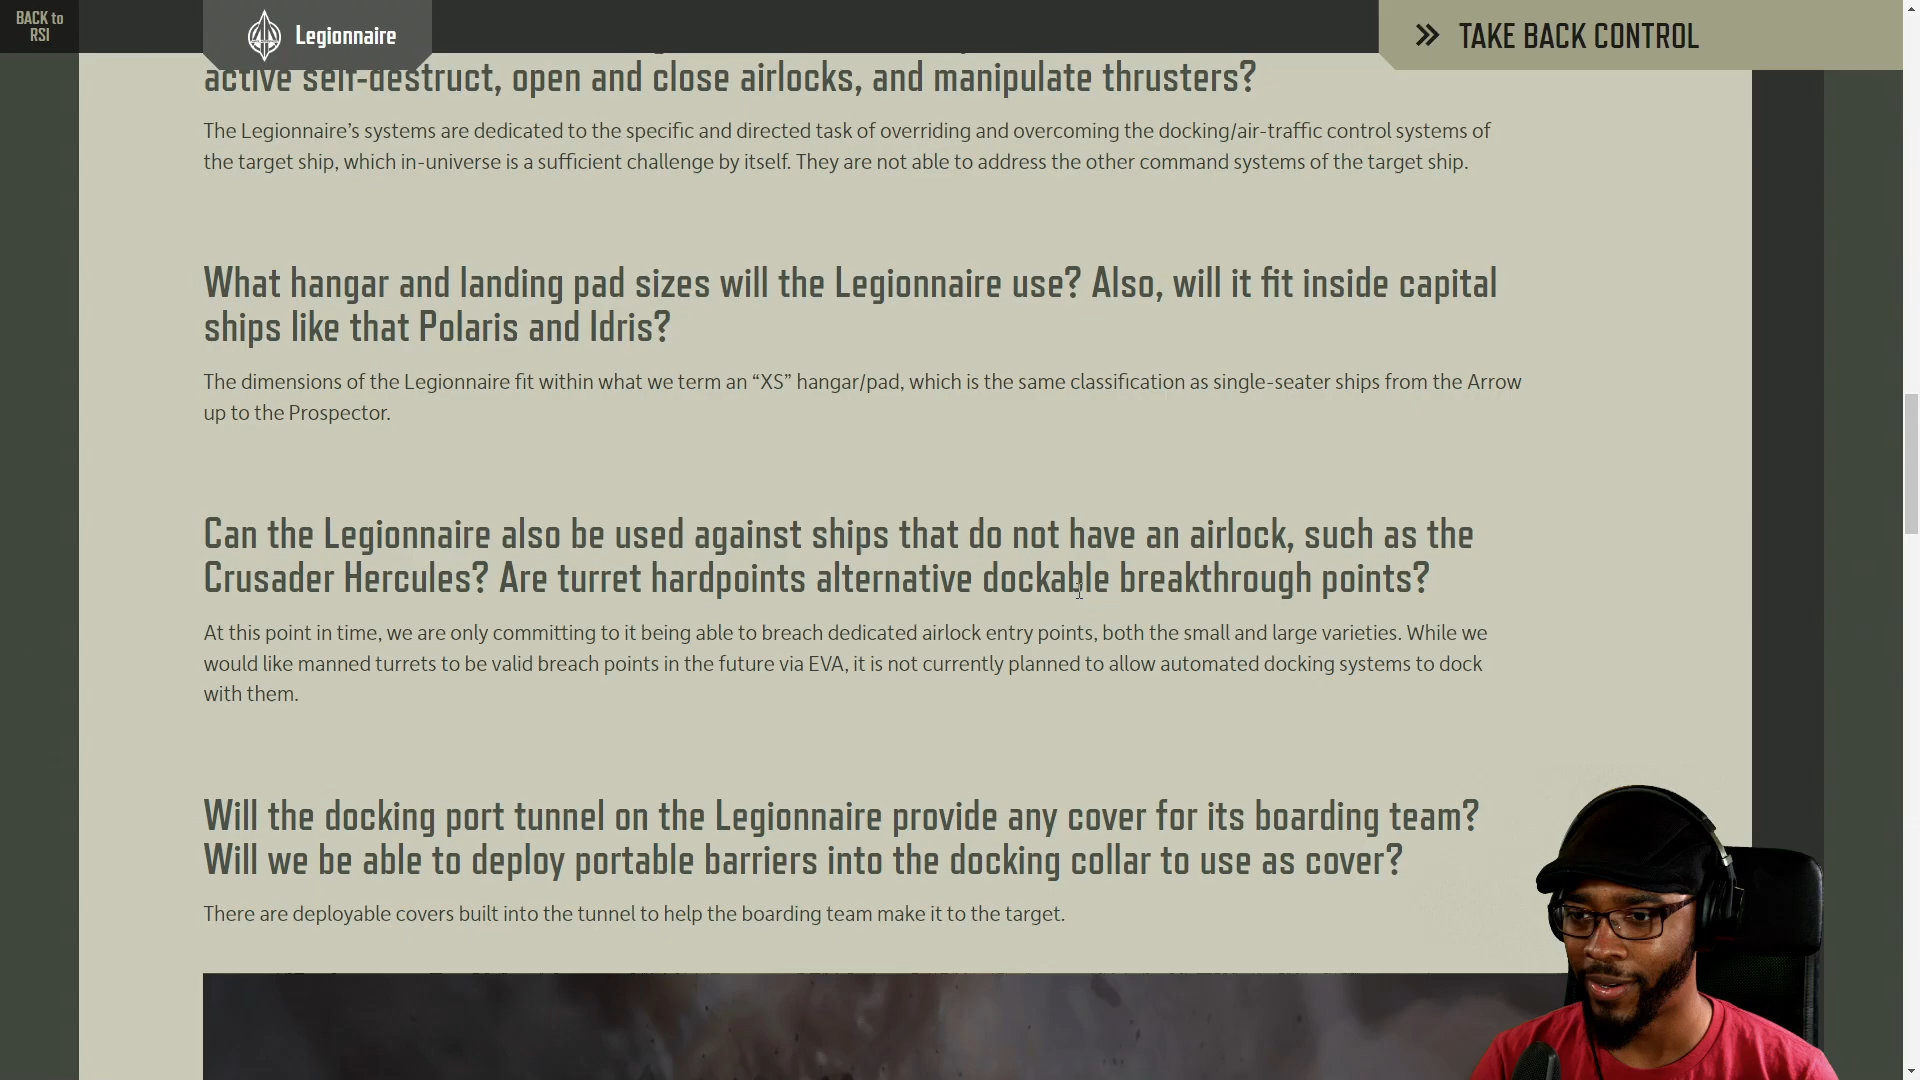 BACK to
RSI
Legionnaire
TAKE BACK CONTROL
active self-destruct, open and close airlocks, and manipulate thrusters?
The Legionnaire’s systems are dedicated to the specific and directed task of overriding and overcoming the docking/air-traffic control systems of
the target ship, which in-universe is a sufficient challenge by itself. They are not able to address the other command systems of the target ship.
What hangar and landing pad sizes will the Legionnaire use? Also, will it fit inside capital
ships like that Polaris and Idris?
The dimensions of the Legionnaire fit within what we term an “XS” hangar/pad, which is the same classification as single-seater ships from the Arrow
up to the Prospector.
Can the Legionnaire also be used against ships that do not have an airlock, such as the
Crusader Hercules? Are turret hardpoints alternative dockable breakthrough points?
At this point in time, we are only committing to it being able to breach dedicated airlock entry points, both the small and large varieties. While we
would like manned turrets to be valid breach points in the future via EVA, it is not currently planned to allow automated docking systems to dock
with them.
Will the docking port tunnel on the Legionnaire provide any cover for its boarding team?
Will we be able to deploy portable barriers into the docking collar to use as cover?
There are deployable covers built into the tunnel to help the boarding team make it to the target.